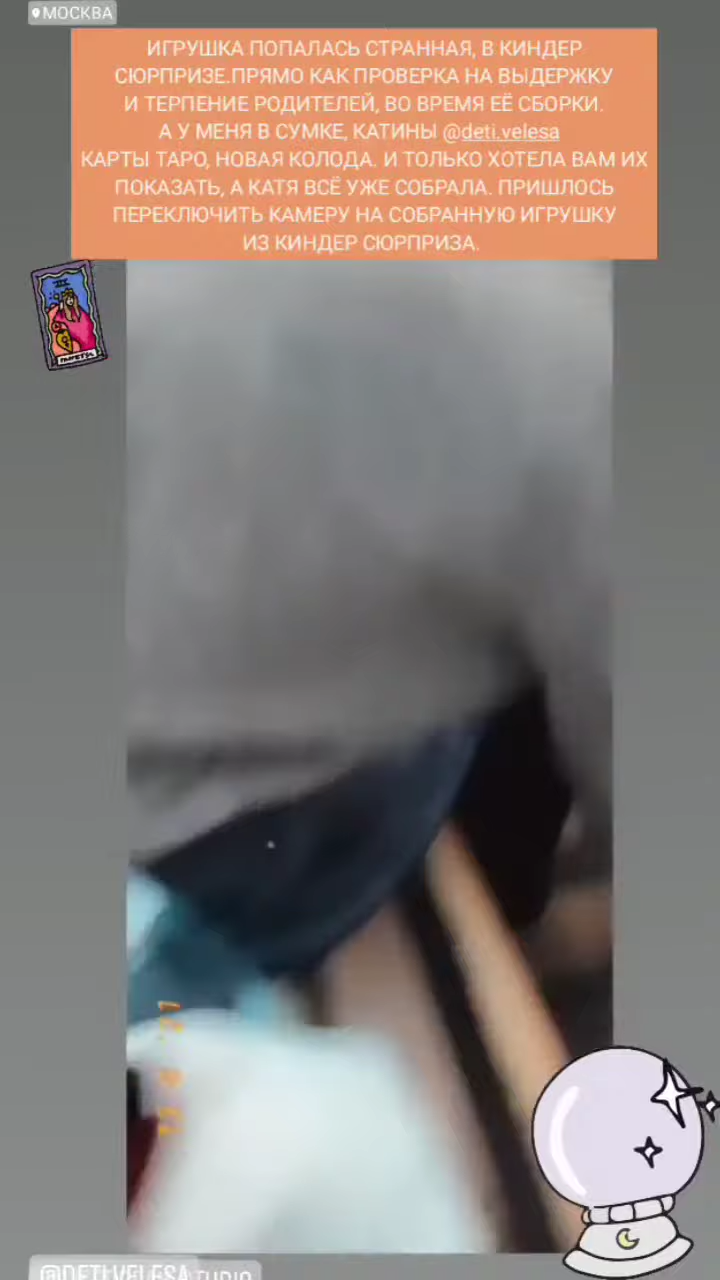 МОСКВА
ИГРУШКА ПОПАЛАСЬ СТРАННАЯ, В КИНДЕР
СЮРПРИЗЕ.ПРЯМО КАК ПРОВЕРКА НА ВЫДЕРЖКУ
И ТЕРПЕНИЕ РОДИТЕЛЕЙ, ВО ВРЕМЯ ЕЁ СБОРКИ.
А У МЕНЯ В СУМКЕ, КАТИНЫ @deti.velesa
КАРТЫ ТАРО, НОВАЯ КОЛОДА. И ТОЛЬКО ХОТЕЛА ВАМ ИХ
ПОКАЗАТЬ, А КАТЯ ВСЁ УЖЕ СОБРАЛА. ПРИШЛОСЬ
ПЕРЕКЛЮЧИТЬ КАМЕРУ НА СОБРАННУЮ ИГРУШКУ
ИЗ КИНДЕР СЮРПРИЗА.
@DETI.VELESA